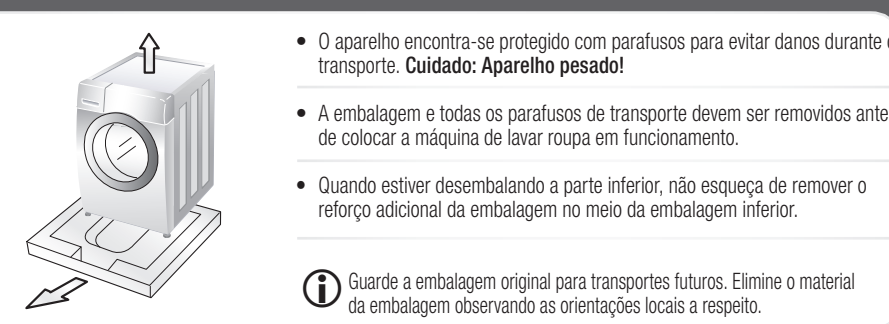 • O aparelho encontra-se protegido com parafusos para evitar danos durante
transporte. Cuidado: Aparelho pesado!
• A embalagem e todas os parafusos de transporte devem ser removidos ante
de colocar a máquina de lavar roupa em funcionamento.
• Quando estiver desembalando a parte inferior, não esqueça de remover o
reforço adicional da embalagem no meio da embalagem inferior.
Guarde a embalagem original para transportes futuros. Elimine o material
da embalagem observando as orientações locais a respeito.